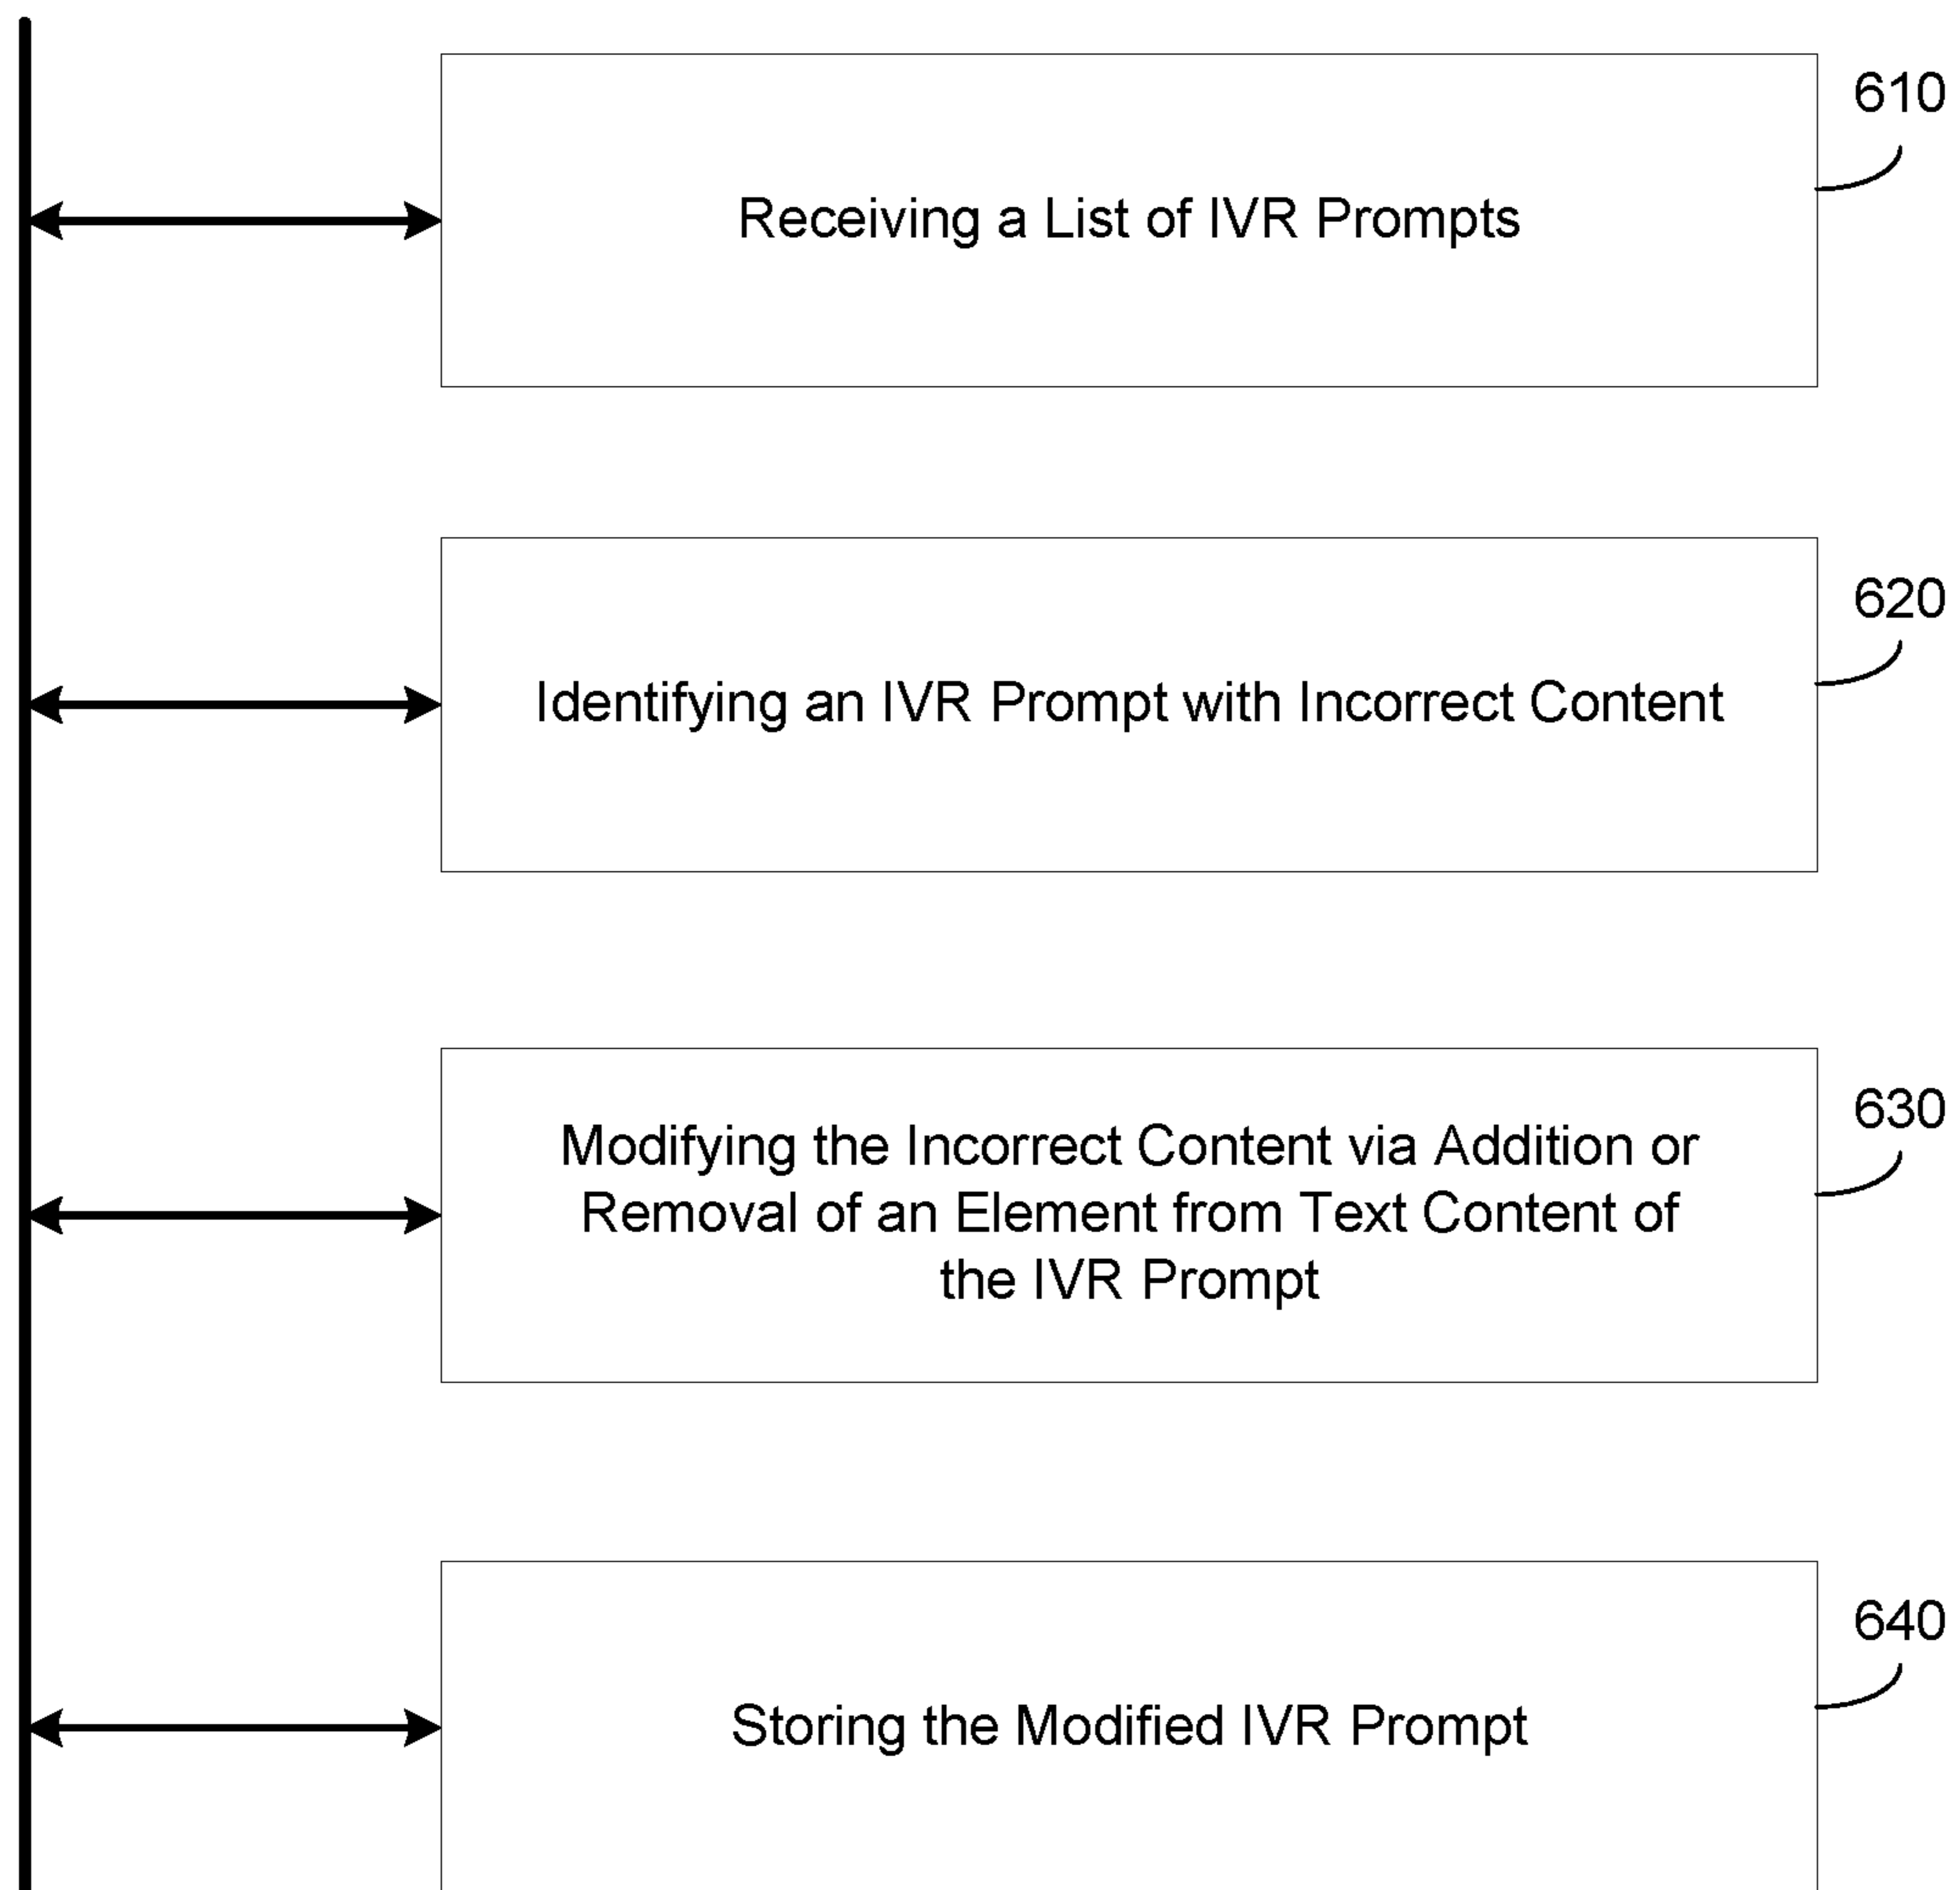 610
Receiving a List of IVR Prompts
620
Identifying an IVR Prompt with Incorrect Content
630
Modifying the Incorrect Content via Addition or
Removal of an Element from Text Content of
the IVR Prompt
640
Storing the Modified IVR Prompt